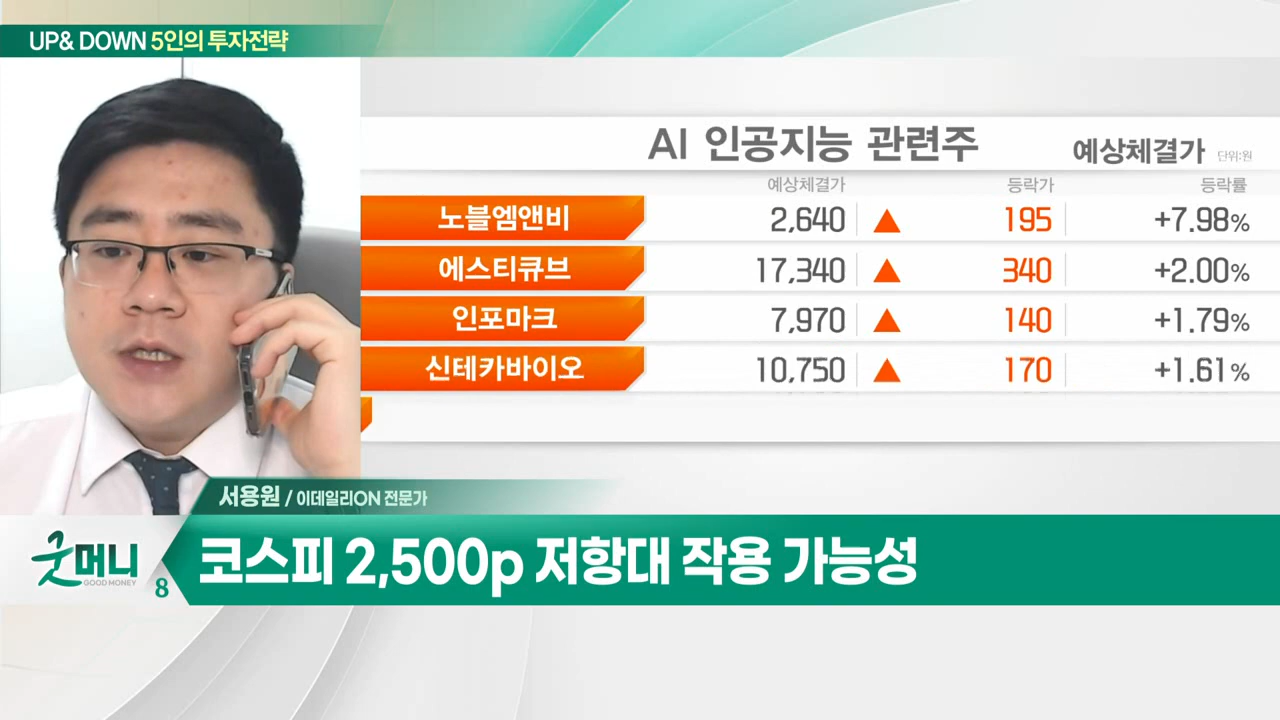 UP& DOWN 5인의 투자전략
AI 인공지능 관련주
예상체결가 단위:원
예상체결가 등락가 등락률
노블엠앤비 2,640 ▲ 195 +7.98%
에스티큐브 17,340 ▲ 340 +2.00%
인포마크 7,970 ▲ 140 +1.79%
신테카바이오 10,750 ▲ 170 +1.61%
서용원 / 이데일리ON 전문가
굿머니
GOOD MONEY
8
코스피 2,500p 저항대 작용 가능성